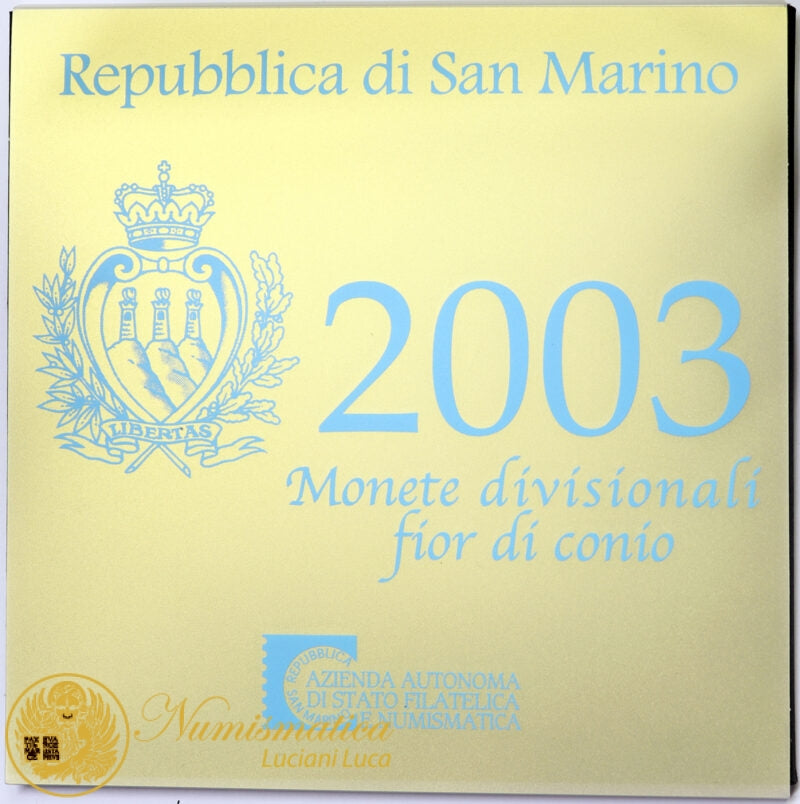 Repubblica di San Marino
LIBERTAS
2003
Monete divisionali
fior di conio
REPUBBLICA
SAN MARINO
AZIENDA AUTONOMA
DI STATO FILATELICA
E NUMISMATICA
Numismatica
Luciani Luca